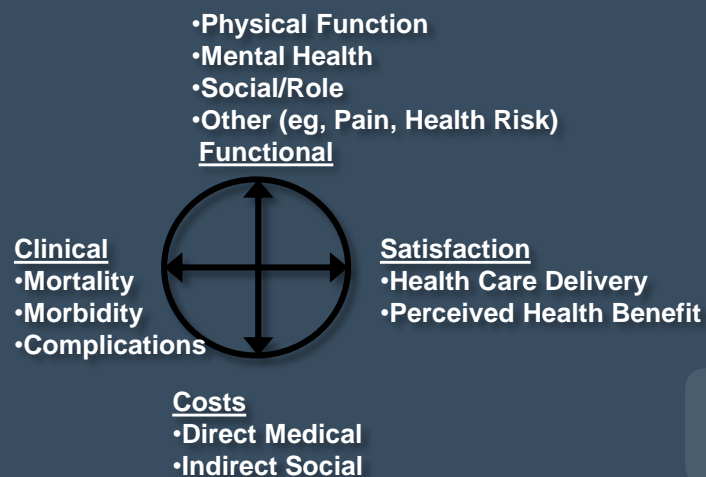 •Physical Function
•Mental Health
•Social/Role
•Other (eg, Pain, Health Risk)
Functional
Clinical
•Mortality
•Morbidity
•Complications
Satisfaction
•Health Care Delivery
•Perceived Health Benefit
Costs
•Direct Medical
•Indirect Social